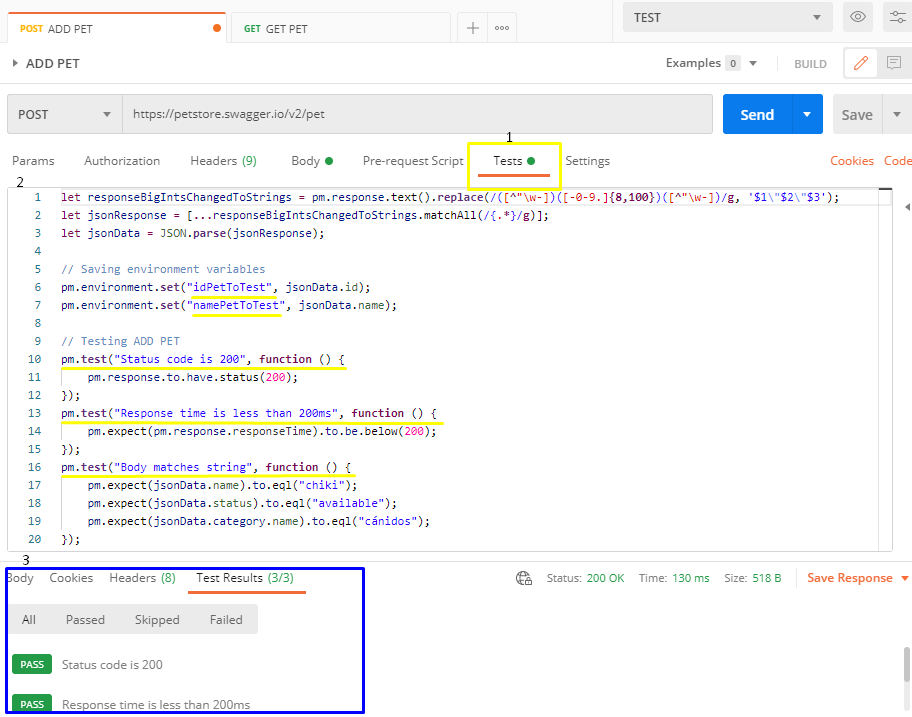 POST ADD PET GET GET PET + ooo TEST
ADD PET Examples 0 BUILD
POST https://petstore.swagger.io/v2/pet Send Save
1
Params Authorization Headers (9) Body Pre-request Script Tests Settings Cookies Code
2
1 let responseBigIntsChangedToStrings = pm.response.text().replace(/([^"\w-])([-0-9.]{8,100})([^"\w-])/g, '$1\"$2\"$3');
2 let jsonResponse = [...responseBigIntsChangedToStrings.matchAll(/{.*}/g)];
3 let jsonData = JSON.parse(jsonResponse);
4
5 // Saving environment variables
6 pm.environment.set("idPetToTest", jsonData.id);
7 pm.environment.set("namePetToTest", jsonData.name);
8
9 // Testing ADD PET
10 pm.test("Status code is 200", function () {
11 pm.response.to.have.status(200);
12 });
13 pm.test("Response time is less than 200ms", function () {
14 pm.expect(pm.response.responseTime).to.be.below(200);
15 });
16 pm.test("Body matches string", function () {
17 pm.expect(jsonData.name).to.eql("chiki");
18 pm.expect(jsonData.status).to.eql("available");
19 pm.expect(jsonData.category.name).to.eql("cánidos");
20 });
3
Body Cookies Headers (8) Test Results (3/3) Status: 200 OK Time: 130 ms Size: 518 B Save Response
All Passed Skipped Failed
PASS Status code is 200
PASS Response time is less than 200ms